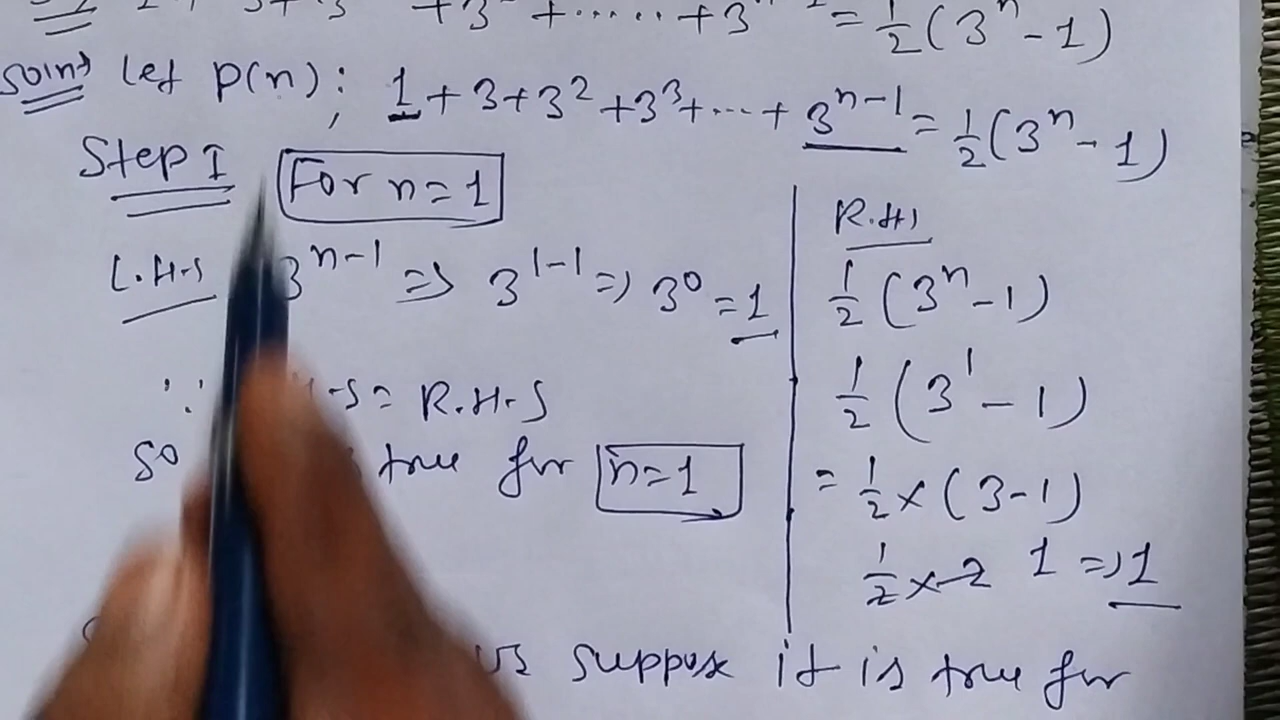 + 3 + 3 + 3 + ...... + 3 = 1/2 (3^n - 1)
Let P(n): 1 + 3 + 3^2 + 3^3 + ... + 3^{n-1} = 1/2 (3^n - 1)
Step I For n = 1
L.H.S 3^{n-1} => 3^{1-1} => 3^0 = 1
∵ R.H.S
So true for n = 1
R.H.S
1/2 (3^n - 1)
1/2 (3^1 - 1)
= 1/2 × (3 - 1)
1/2 × 2 1 => 1
us suppose it is true for